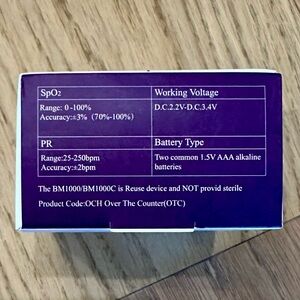 SpO2
Working Voltage
Range: 0-100%
Accuracy:±3% (70%-100%)
D.C.2.2V-D.C.3.4V
PR
Battery Type
Range:25-250bpm
Accuracy:±2bpm
Two common 1.5V AAA alkaline
batteries
The BM1000/BM1000C is Reuse device and NOT provid sterile
Product Code:OCH Over The Counter(OTC)